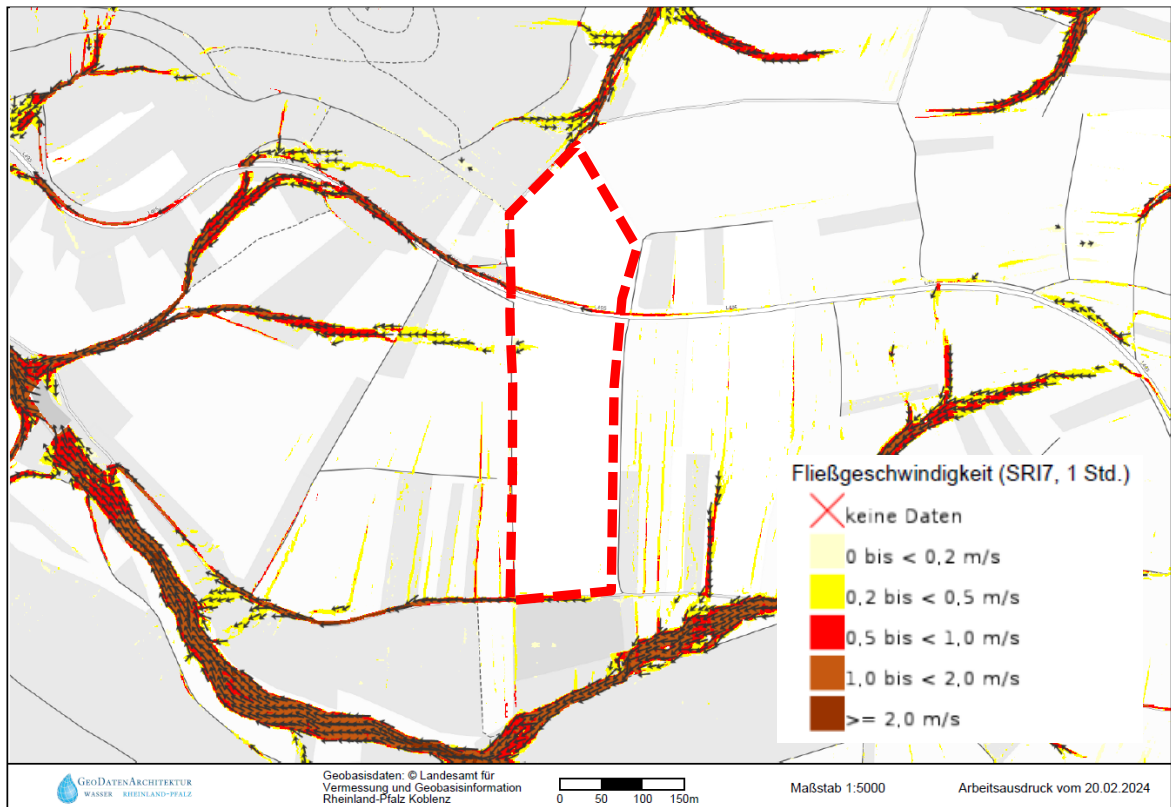 Fließgeschwindigkeit (SRI7, 1 Std.)
keine Daten
0 bis < 0,2 m/s
0,2 bis < 0,5 m/s
0,5 bis < 1,0 m/s
1,0 bis < 2,0 m/s
>= 2,0 m/s
GEODATENARCHITEKTUR
WASSER RHEINLAND-PFALZ
Geobasisdaten: © Landesamt für
Vermessung und Geobasisinformation
Rheinland-Pfalz Koblenz
0 50 100 150m
Maßstab 1:5000
Arbeitsausdruck vom 20.02.2024